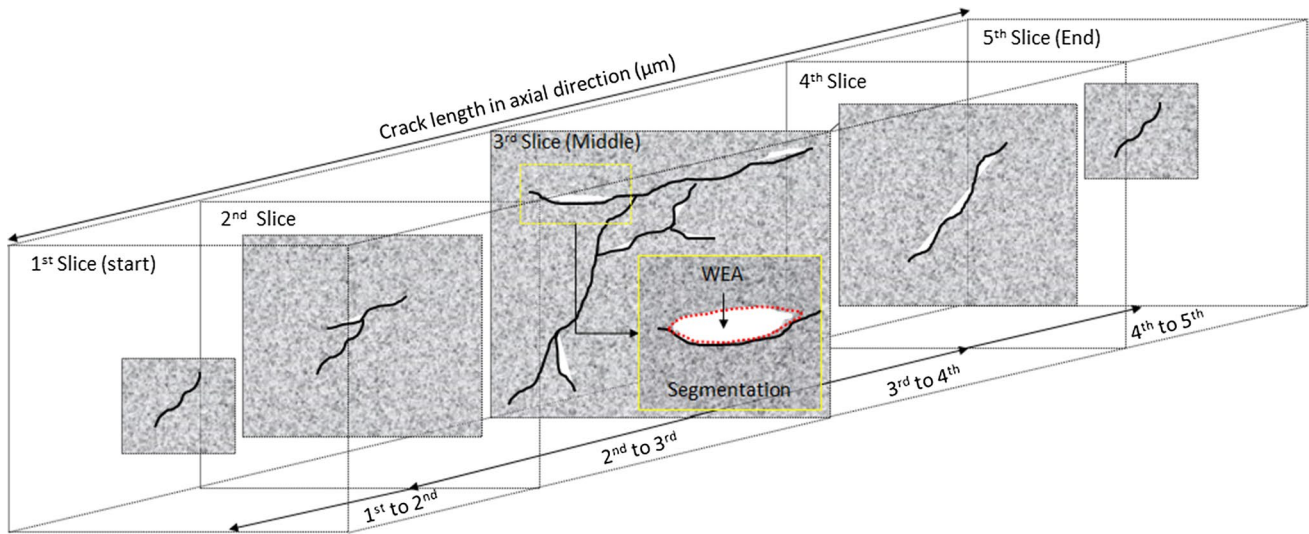 Crack length in axial direction (µm)
5th Slice (End)
4th Slice
3rd Slice (Middle)
2nd Slice
1st Slice (start)
WEA
Segmentation
1st to 2nd
2nd to 3rd
3rd to 4th
4th to 5th